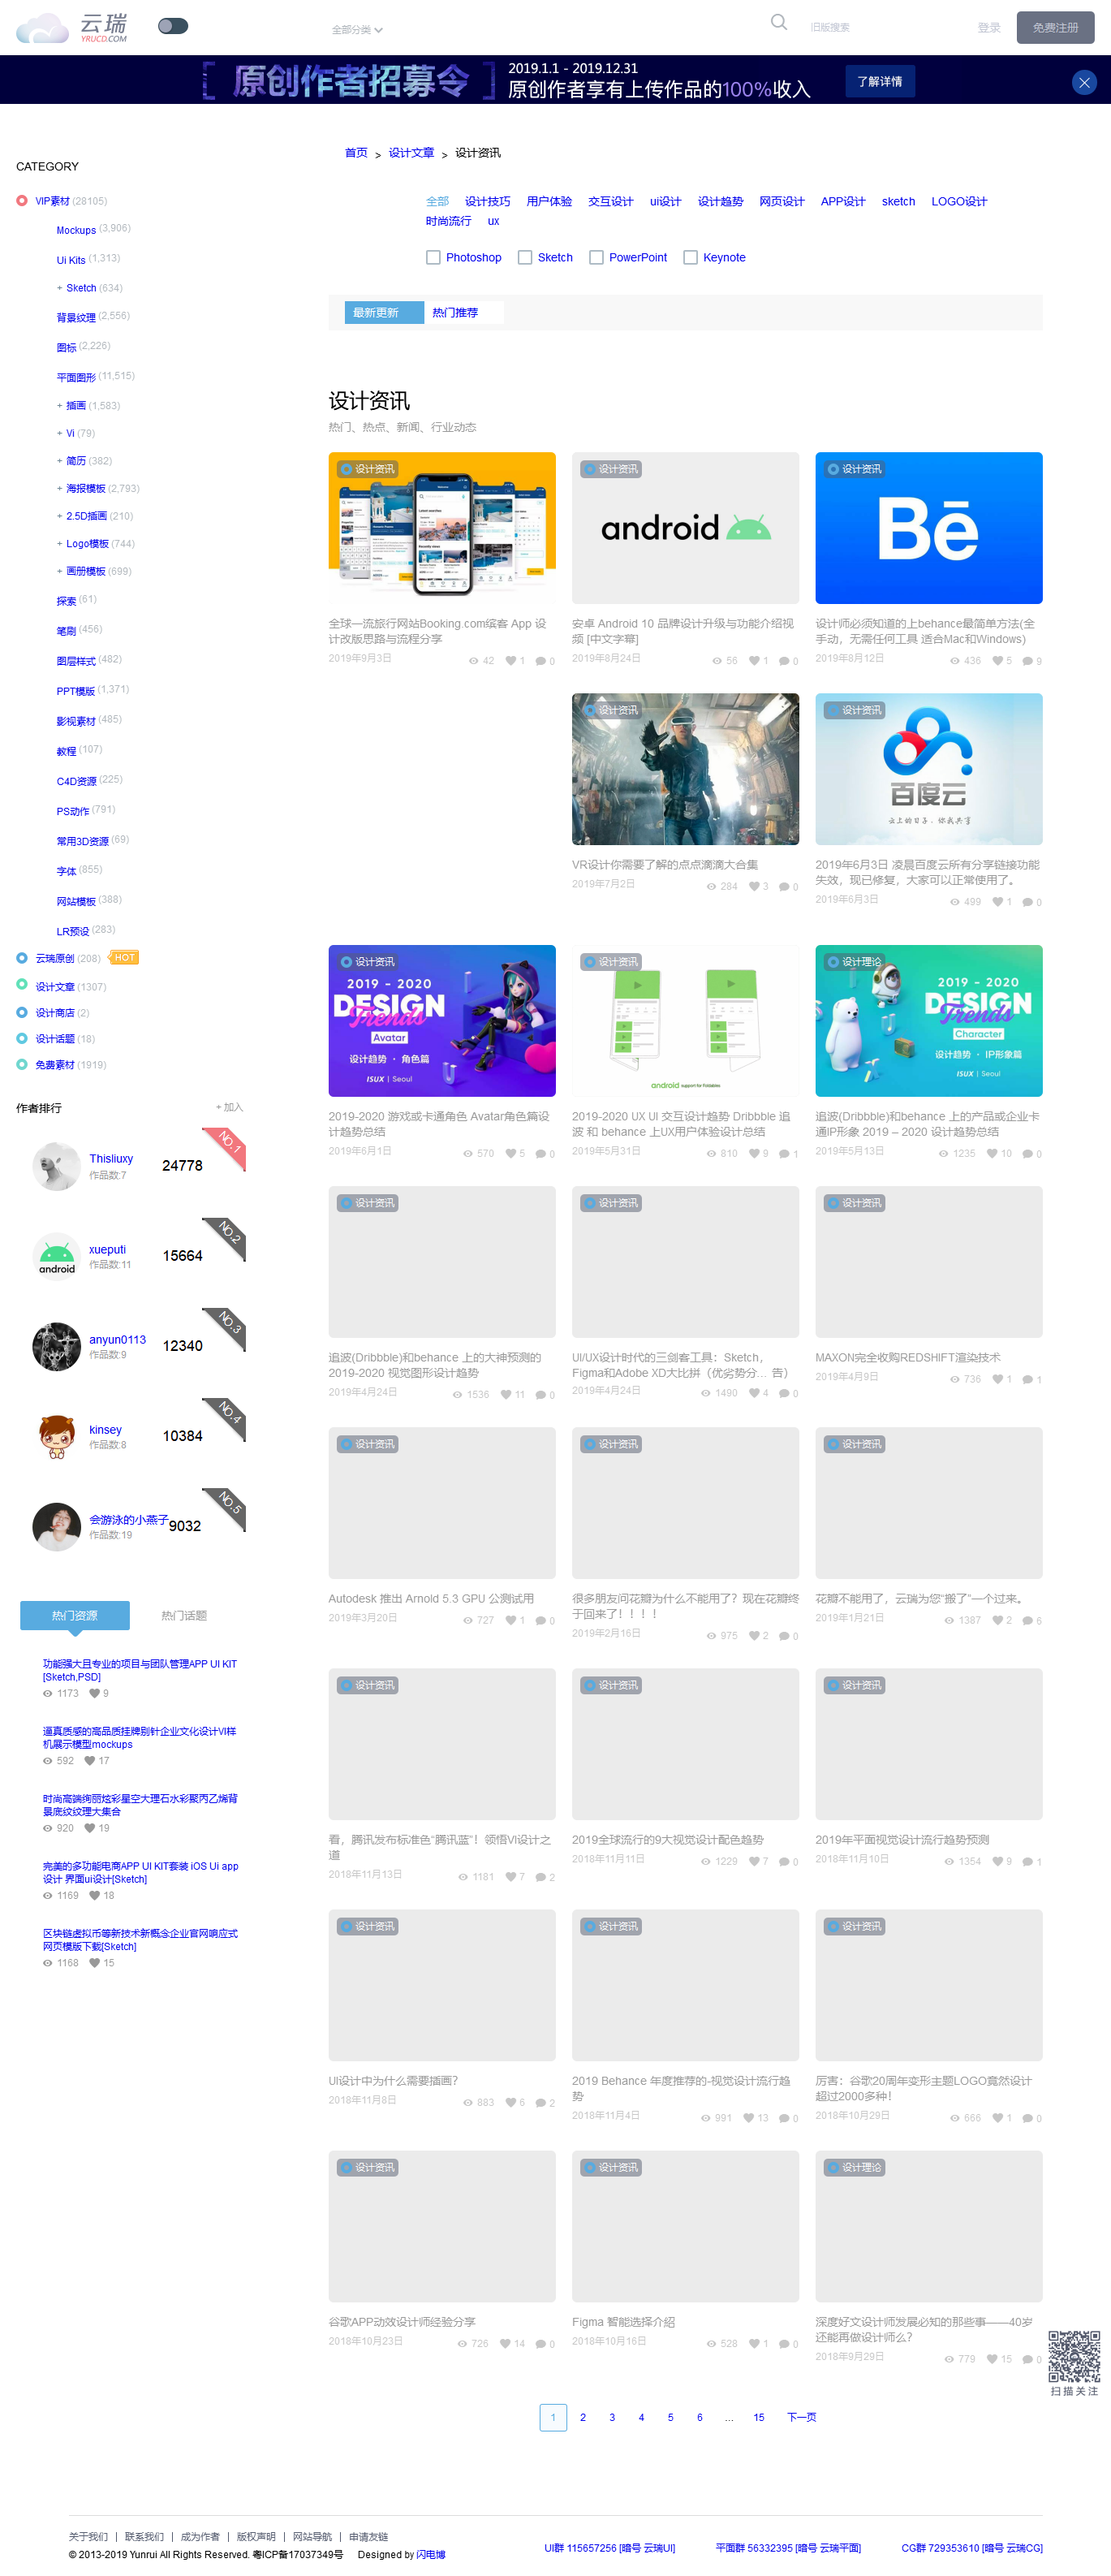 云瑞
YRUCD.COM
全部分类
旧版搜索
登录
免费注册
[ 原创作者招募令 ]
2019.1.1 - 2019.12.31
原创作者享有上传作品的100%收入
了解详情
CATEGORY
VIP素材 (28105)
Mockups (3,906)
Ui Kits (1,313)
+ Sketch (634)
背景纹理 (2,556)
图标 (2,226)
平面图形 (11,515)
+ 插画 (1,583)
+ Vi (79)
+ 简历 (382)
+ 海报模板 (2,793)
+ 2.5D插画 (210)
+ Logo模板 (744)
+ 画册模板 (699)
探索 (61)
笔刷 (456)
图层样式 (482)
PPT模版 (1,371)
影视素材 (485)
教程 (107)
C4D资源 (225)
PS动作 (791)
常用3D资源 (69)
字体 (855)
网站模板 (388)
LR预设 (283)
云瑞原创 (208) HOT
设计文章 (1307)
设计商店 (2)
设计话题 (18)
免费素材 (1919)
作者排行
+ 加入
Thisliuxy
作品数:7
24778
NO.1
xueputi
作品数:11
15664
NO.2
android
anyun0113
作品数:9
12340
NO.3
kinsey
作品数:8
10384
NO.4
会游泳的小燕子
作品数:19
9032
NO.5
热门资源
热门话题
功能强大且专业的项目与团队管理APP UI KIT
[Sketch,PSD]
1173 9
逼真质感的高品质挂牌别针企业文化设计VI样
机展示模型mockups
592 17
时尚高端绚丽炫彩星空大理石水彩聚丙乙烯背
景底纹纹理大集合
920 19
完美的多功能电商APP UI KIT套装 iOS Ui app
设计 界面ui设计[Sketch]
1169 18
区块链虚拟币等新技术新概念企业官网响应式
网页模版下载[Sketch]
1168 15
首页 > 设计文章 > 设计资讯
全部 设计技巧 用户体验 交互设计 ui设计 设计趋势 网页设计 APP设计 sketch LOGO设计
时尚流行 ux
Photoshop Sketch PowerPoint Keynote
最新更新 热门推荐
设计资讯
热门、热点、新闻、行业动态
设计资讯
全球一流旅行网站Booking.com缤客 App 设
计改版思路与流程分享
2019年9月3日 42 1 0
设计资讯
android
安卓 Android 10 品牌设计升级与功能介绍视
频 [中文字幕]
2019年8月24日 56 1 0
设计资讯
Bē
设计师必须知道的上behance最简单方法(全
手动，无需任何工具 适合Mac和Windows)
2019年8月12日 436 5 9
设计资讯
VR设计你需要了解的点点滴滴大合集
2019年7月2日 284 3 0
设计资讯
百度云
云上的日子，你我共享
2019年6月3日 凌晨百度云所有分享链接功能
失效，现已修复，大家可以正常使用了。
2019年6月3日 499 1 0
设计资讯
2019 - 2020
DESIGN
Trends
Avatar
设计趋势 · 角色篇
ISUX | Seoul
2019-2020 游戏或卡通角色 Avatar角色篇设
计趋势总结
2019年6月1日 570 5 0
设计资讯
android support for Foldables
2019-2020 UX UI 交互设计趋势 Dribbble 追
波 和 behance 上UX用户体验设计总结
2019年5月31日 810 9 1
设计理论
2019 - 2020
DESIGN
Trends
Character
设计趋势 · IP形象篇
ISUX | Seoul
追波(Dribbble)和behance 上的产品或企业卡
通IP形象 2019 – 2020 设计趋势总结
2019年5月13日 1235 10 0
设计资讯
追波(Dribbble)和behance 上的大神预测的
2019-2020 视觉图形设计趋势
2019年4月24日 1536 11 0
设计资讯
UI/UX设计时代的三剑客工具：Sketch，
Figma和Adobe XD大比拼（优劣势分... 告）
2019年4月24日 1490 4 0
设计资讯
MAXON完全收购REDSHIFT渲染技术
2019年4月9日 736 1 1
设计资讯
Autodesk 推出 Arnold 5.3 GPU 公测试用
2019年3月20日 727 1 0
设计资讯
很多朋友问花瓣为什么不能用了？现在花瓣终
于回来了！！！！
2019年2月16日 975 2 0
设计资讯
花瓣不能用了，云瑞为您“搬了”一个过来。
2019年1月21日 1387 2 6
设计资讯
看，腾讯发布标准色“腾讯蓝”！领悟VI设计之
道
2018年11月13日 1181 7 2
设计资讯
2019全球流行的9大视觉设计配色趋势
2018年11月11日 1229 7 0
设计资讯
2019年平面视觉设计流行趋势预测
2018年11月10日 1354 9 1
设计资讯
UI设计中为什么需要插画？
2018年11月8日 883 6 2
设计资讯
2019 Behance 年度推荐的-视觉设计流行趋
势
2018年11月4日 991 13 0
设计资讯
厉害：谷歌20周年变形主题LOGO竟然设计
超过2000多种！
2018年10月29日 666 1 0
设计资讯
谷歌APP动效设计师经验分享
2018年10月23日 726 14 0
设计资讯
Figma 智能选择介绍
2018年10月16日 528 1 0
设计理论
深度好文设计师发展必知的那些事——40岁
还能再做设计师么？
2018年9月29日 779 15 0
扫描关注
1 2 3 4 5 6 ... 15 下一页
关于我们 | 联系我们 | 成为作者 | 版权声明 | 网站导航 | 申请友链
© 2013-2019 Yunrui All Rights Reserved. 粤ICP备17037349号 Designed by 闪电博
UI群 115657256 [暗号 云瑞UI] 平面群 56332395 [暗号 云瑞平面] CG群 729353610 [暗号 云瑞CG]